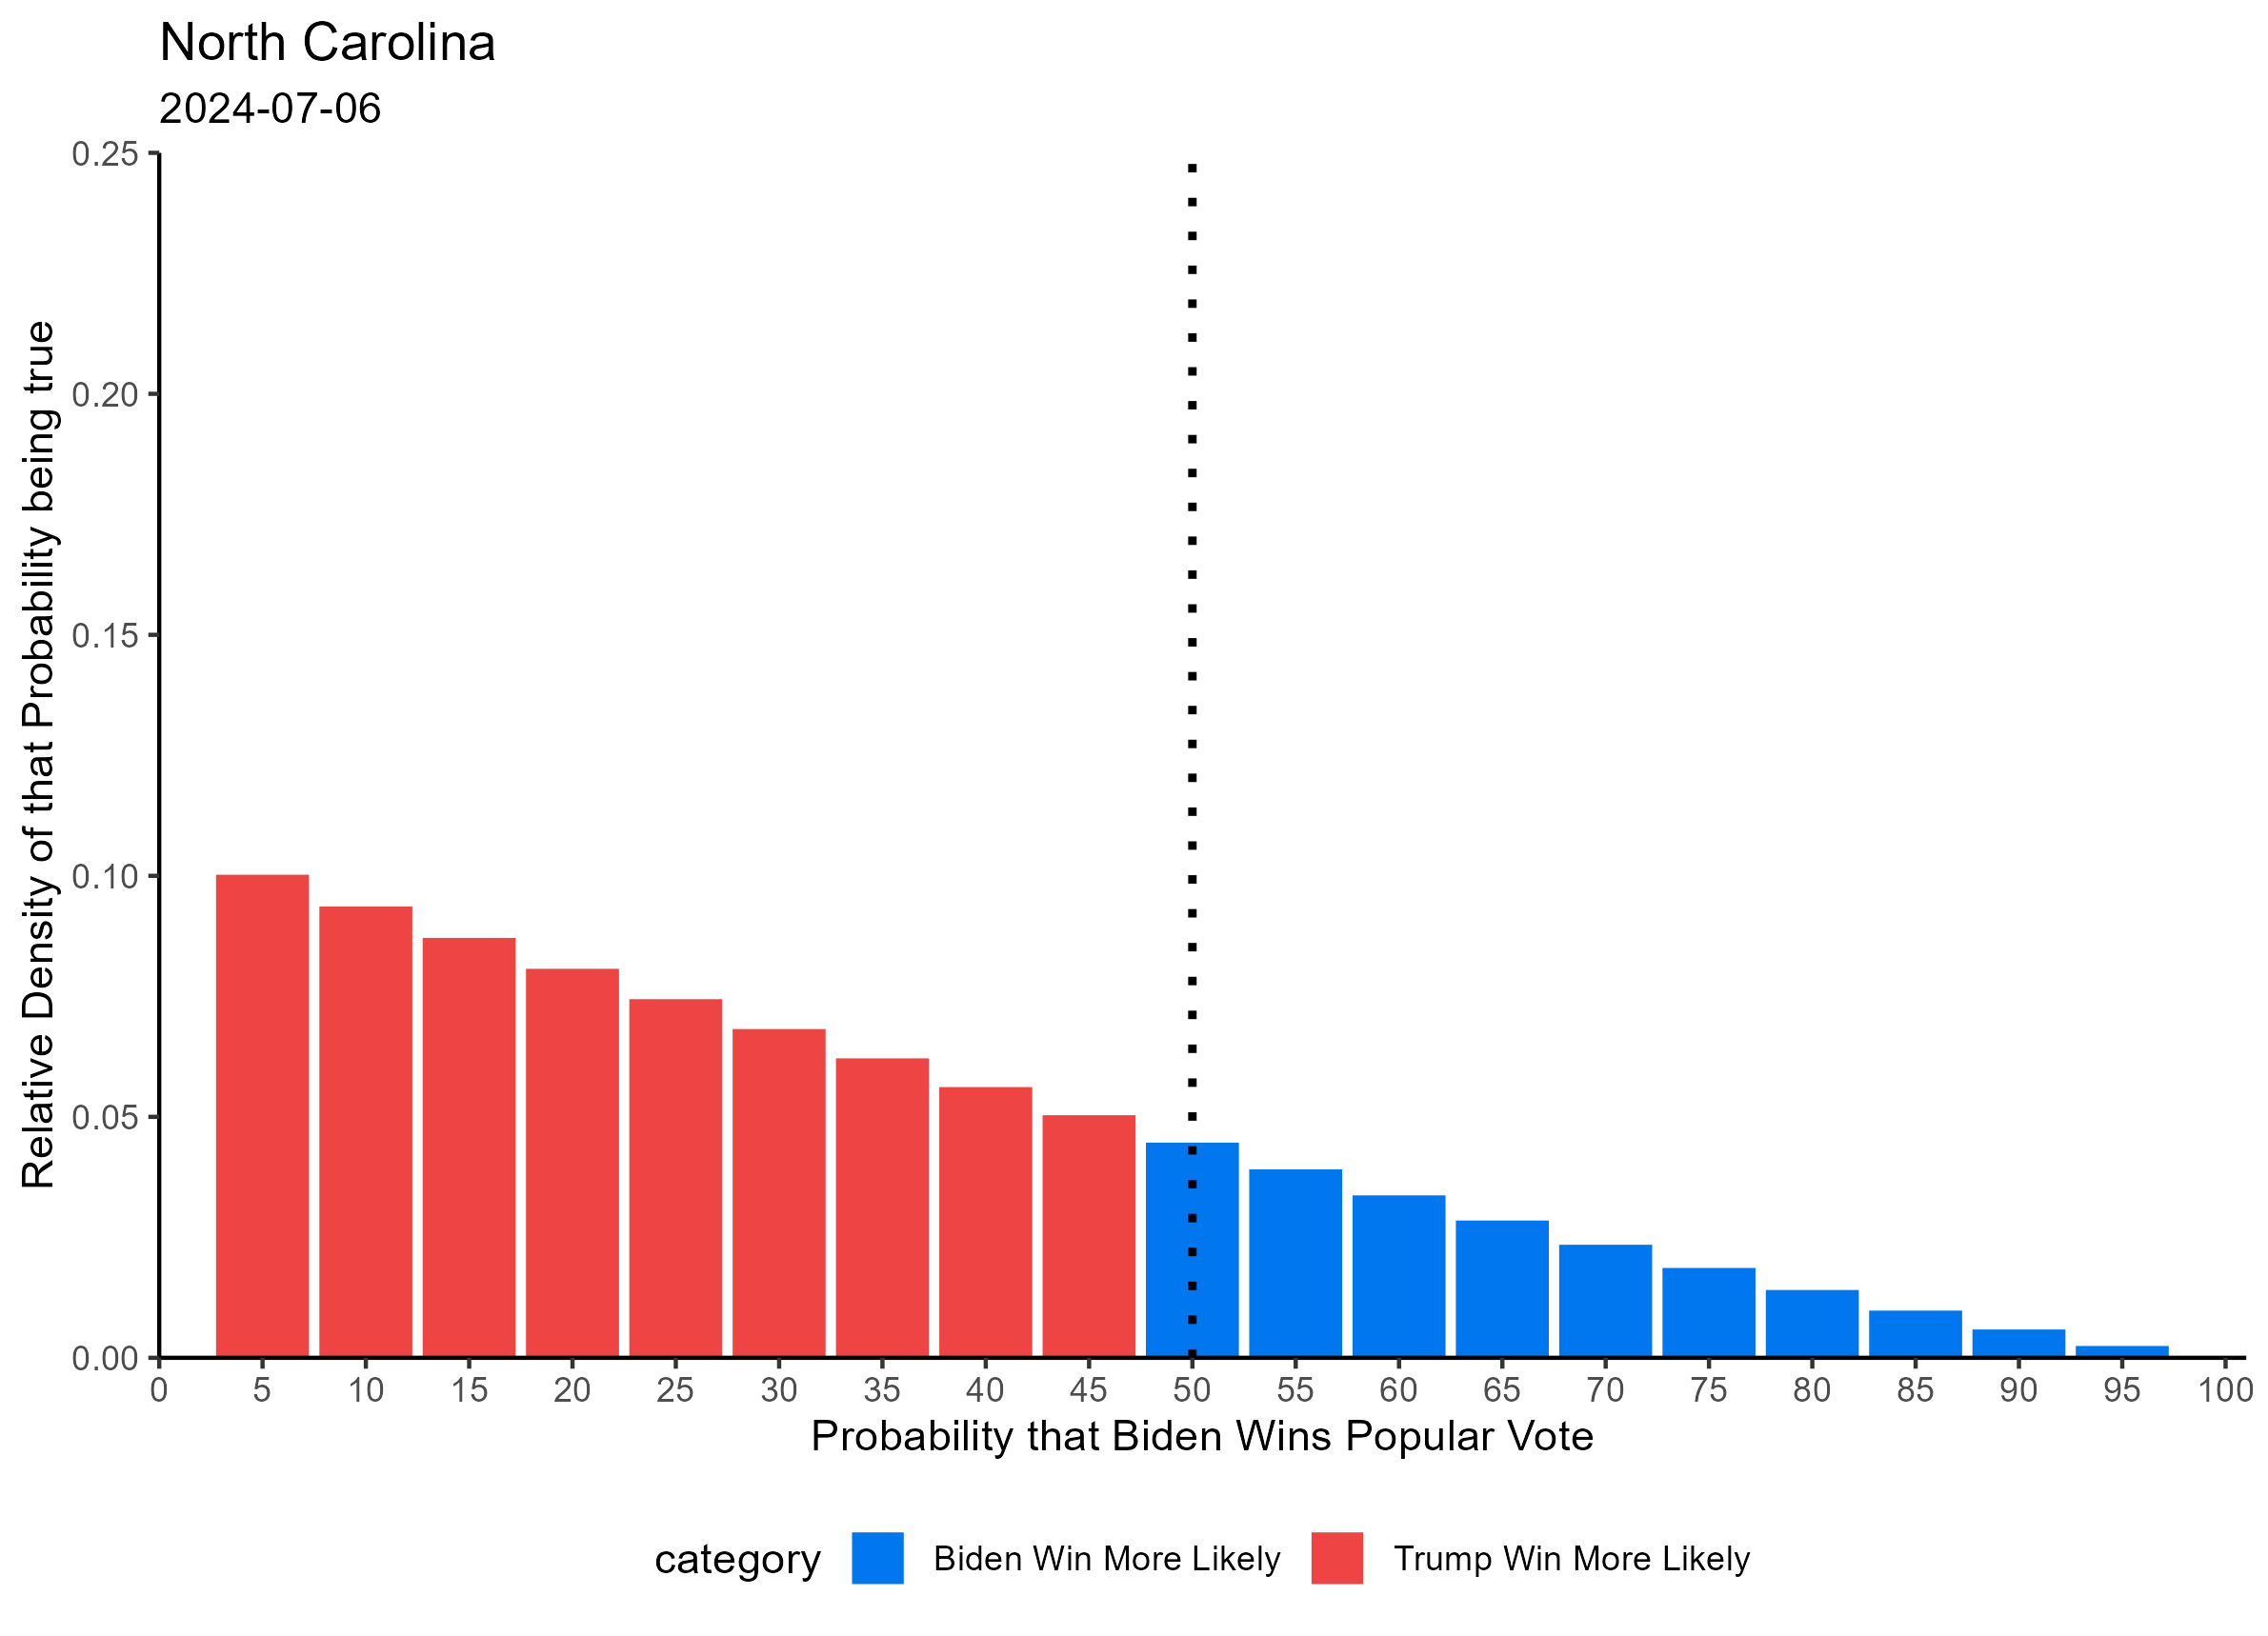 North Carolina
2024-07-06
Relative Density of that Probability being true
0.25
0.20
0.15
0.10
0.05
0.00
0 5 10 15 20 25 30 35 40 45 50 55 60 65 70 75 80 85 90 95 100
Probability that Biden Wins Popular Vote
category Biden Win More Likely Trump Win More Likely